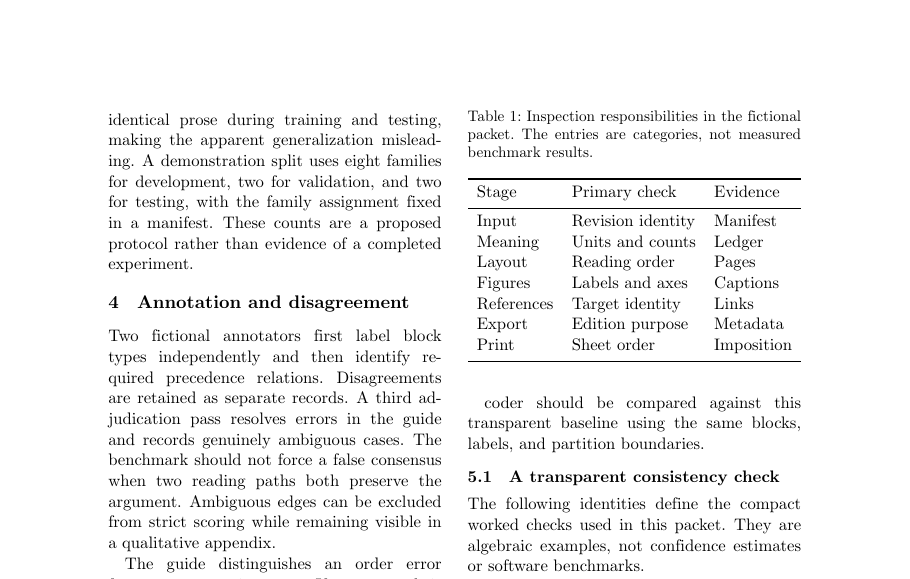 identical prose during training and testing,
making the apparent generalization mislead-
ing. A demonstration split uses eight families
for development, two for validation, and two
for testing, with the family assignment fixed
in a manifest. These counts are a proposed
protocol rather than evidence of a completed
experiment.
4 Annotation and disagreement
Two fictional annotators first label block
types independently and then identify re-
quired precedence relations. Disagreements
are retained as separate records. A third ad-
judication pass resolves errors in the guide
and records genuinely ambiguous cases. The
benchmark should not force a false consensus
when two reading paths both preserve the
argument. Ambiguous edges can be excluded
from strict scoring while remaining visible in
a qualitative appendix.
The guide distinguishes an order error
Table 1: Inspection responsibilities in the fictional
packet. The entries are categories, not measured
benchmark results.
Stage Primary check Evidence
Input Revision identity Manifest
Meaning Units and counts Ledger
Layout Reading order Pages
Figures Labels and axes Captions
References Target identity Links
Export Edition purpose Metadata
Print Sheet order Imposition
coder should be compared against this
transparent baseline using the same blocks,
labels, and partition boundaries.
5.1 A transparent consistency check
The following identities define the compact
worked checks used in this packet. They are
algebraic examples, not confidence estimates
or software benchmarks.